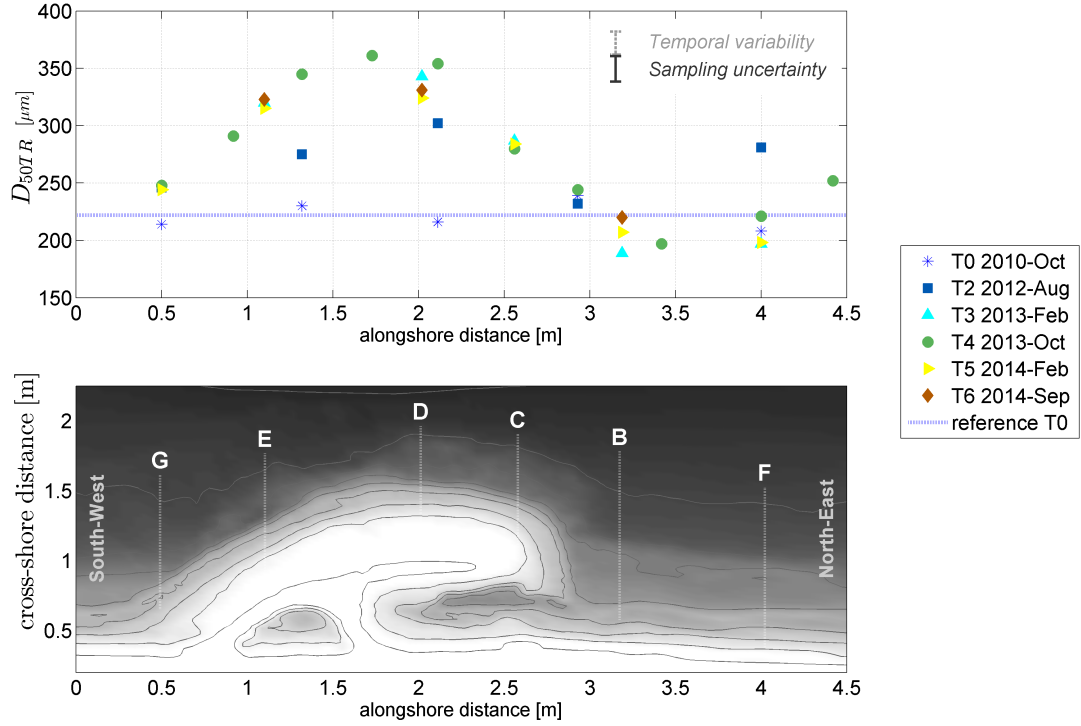 400
350
300
250
200
150
D50TR [μm]
Temporal variability
Sampling uncertainty
0 0.5 1 1.5 2 2.5 3 3.5 4 4.5
alongshore distance [m]
T0 2010-Oct
T2 2012-Aug
T3 2013-Feb
T4 2013-Oct
T5 2014-Feb
T6 2014-Sep
reference T0
cross-shore distance [m]
2
1.5
1
0.5
South-West
G
E
D
C
B
F
North-East
0 0.5 1 1.5 2 2.5 3 3.5 4 4.5
alongshore distance [m]